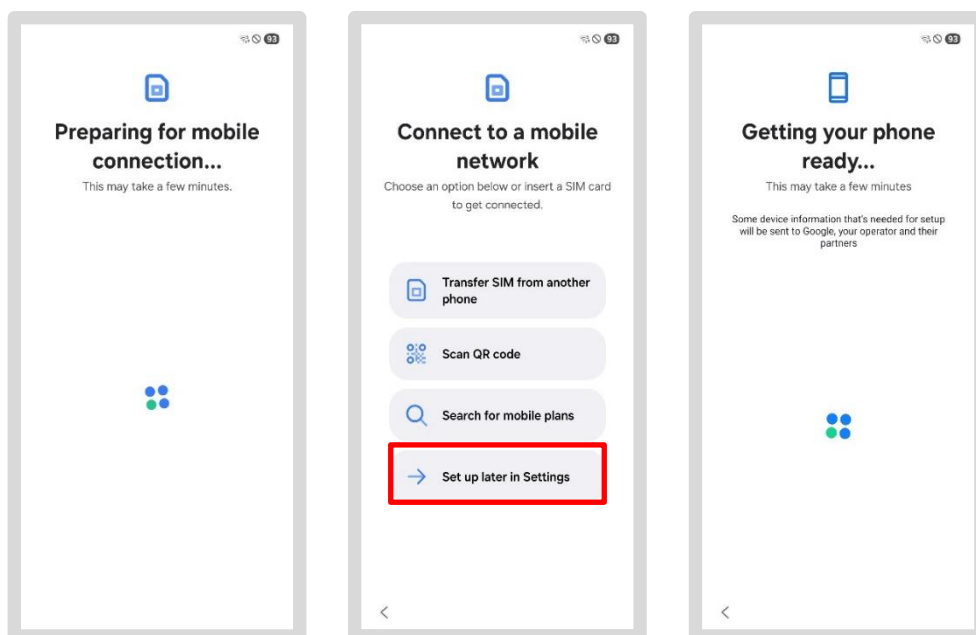 93
Preparing for mobile
connection...
This may take a few minutes.
93
Connect to a mobile
network
Choose an option below or insert a SIM card
to get connected.
Transfer SIM from another
phone
Scan QR code
Search for mobile plans
Set up later in Settings
93
Getting your phone
ready...
This may take a few minutes
Some device information that's needed for setup
will be sent to Google, your operator and their
partners